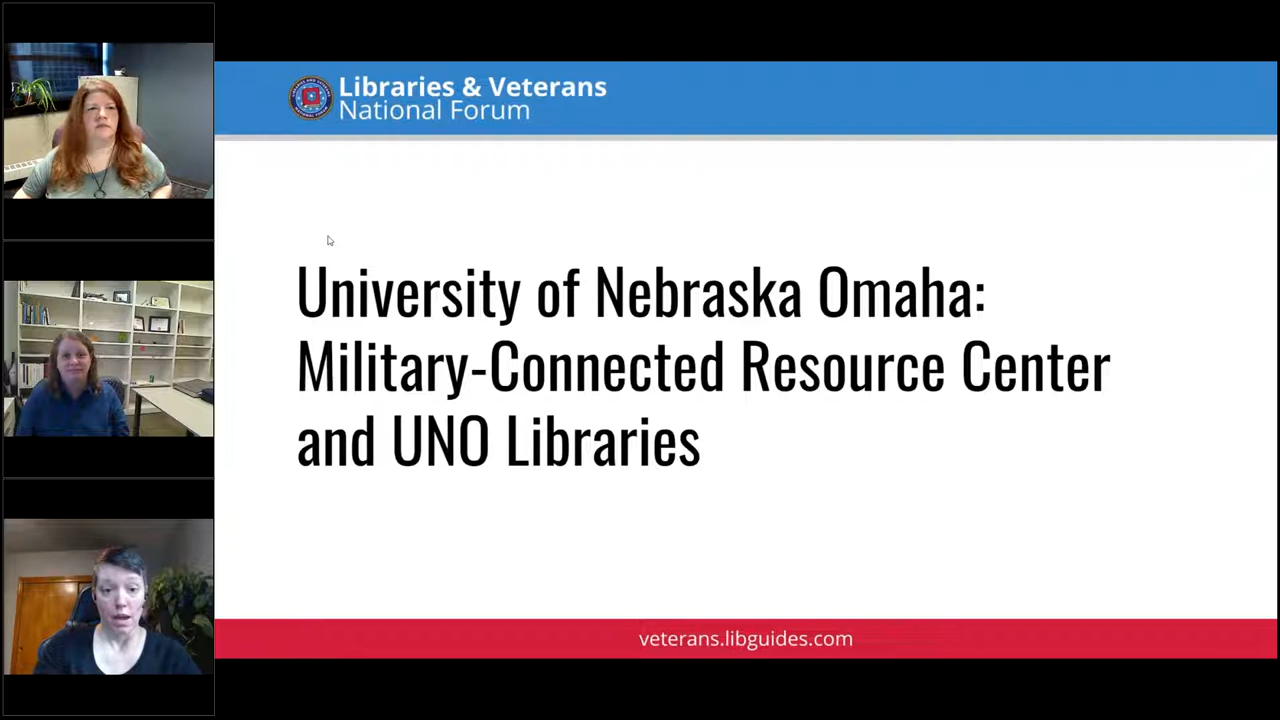 Libraries & Veterans
National Forum
University of Nebraska Omaha:
Military-Connected Resource Center
and UNO Libraries
veterans.libguides.com